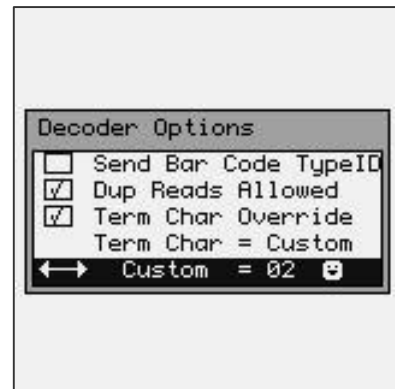 Decoder Options
Send Bar Code TypeID
Dup Reads Allowed
Term Char Override
Term Char = Custom
Custom = 02